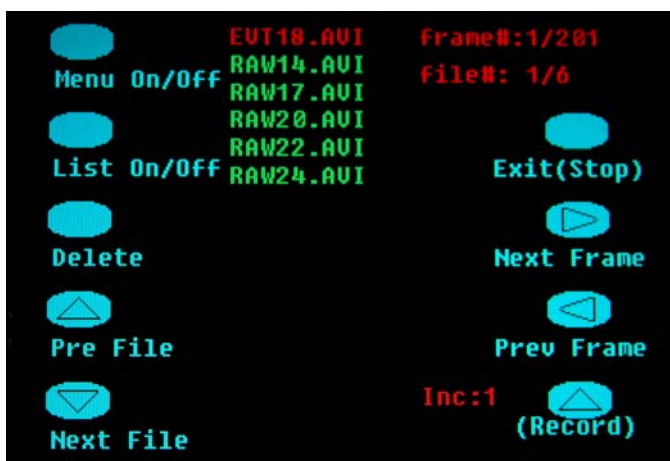 EVT18.AVI
RAW14.AVI
RAW17.AVI
RAW20.AVI
RAW22.AVI
RAW24.AVI
frame#:1/201
file#: 1/6
Menu On/Off
List On/Off
Delete
Pre File
Next File
Exit(Stop)
Next Frame
Prev Frame
Inc:1
(Record)